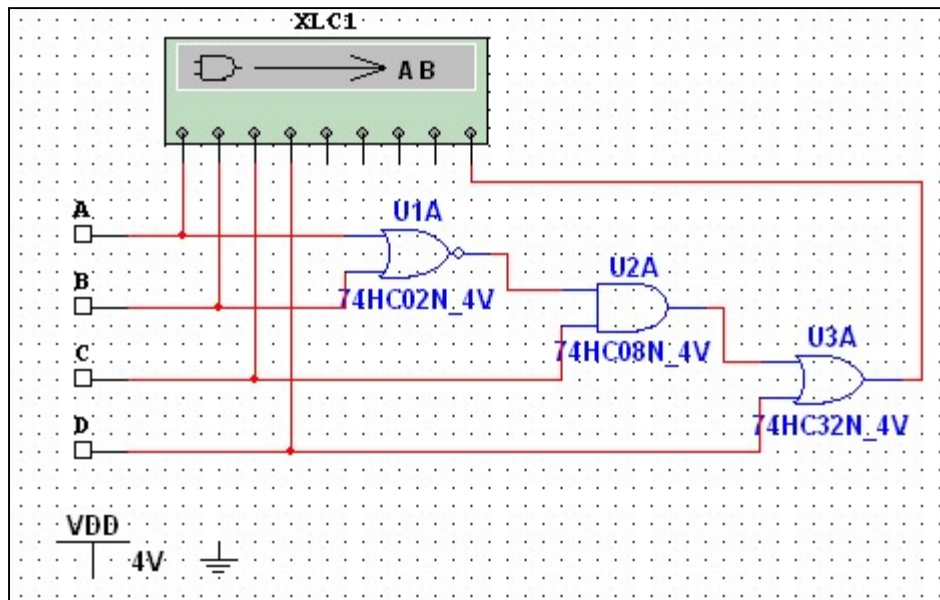 XLC1
A B
A
U1A
B
74HC02N_4V
U2A
C
74HC08N_4V
U3A
D
74HC32N_4V
VDD
4V